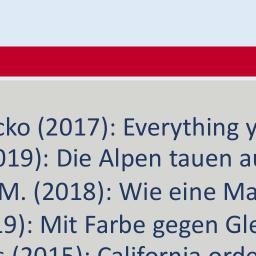 cko (2017): Everything y
019): Die Alpen tauen au
M. (2018): Wie eine Ma
19): Mit Farbe gegen Gle
(2015): California orde